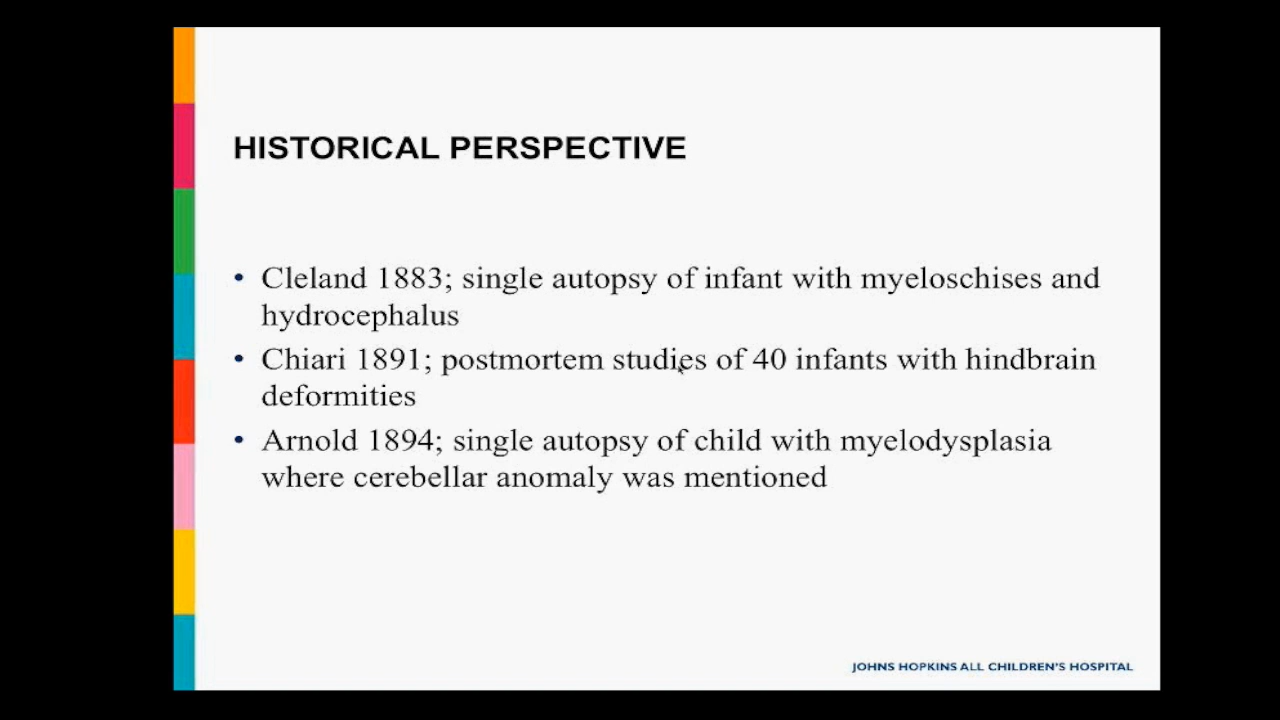 HISTORICAL PERSPECTIVE
• Cleland 1883; single autopsy of infant with myeloschises and
hydrocephalus
• Chiari 1891; postmortem studies of 40 infants with hindbrain
deformities
• Arnold 1894; single autopsy of child with myelodysplasia
where cerebellar anomaly was mentioned
JOHNS HOPKINS ALL CHILDREN'S HOSPITAL